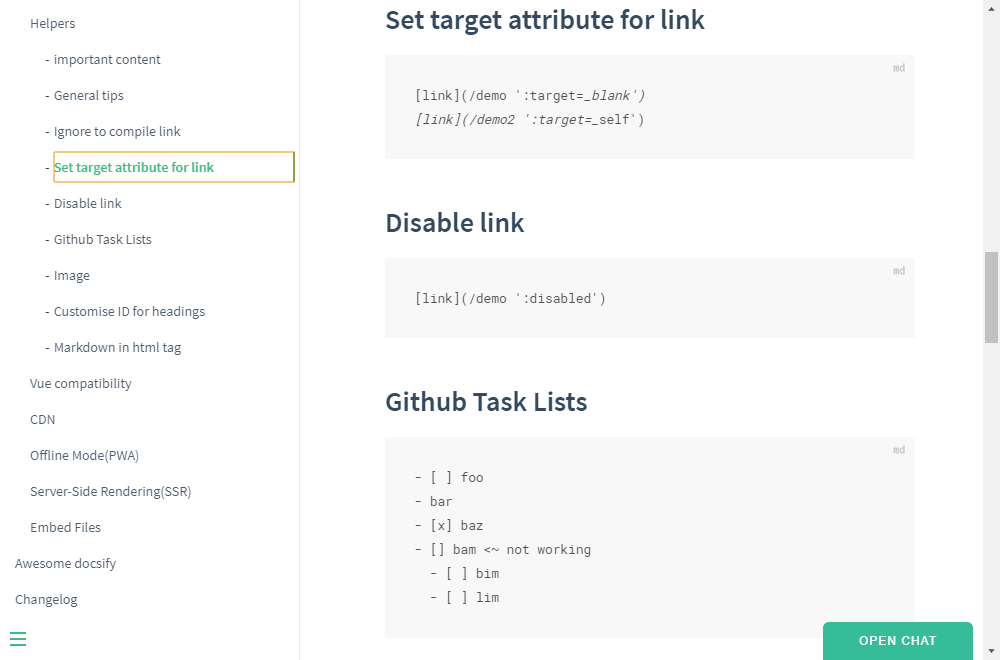 Helpers
- important content
- General tips
- Ignore to compile link
- Set target attribute for link
- Disable link
- Github Task Lists
- Image
- Customise ID for headings
- Markdown in html tag
Vue compatibility
CDN
Offline Mode(PWA)
Server-Side Rendering(SSR)
Embed Files
Awesome docsify
Changelog
Set target attribute for link
md
[link](/demo ':target=_blank')
[link](/demo2 ':target=_self')
Disable link
md
[link](/demo ':disabled')
Github Task Lists
md
- [ ] foo
- bar
- [x] baz
- [] bam <~ not working
  - [ ] bim
  - [ ] lim
OPEN CHAT